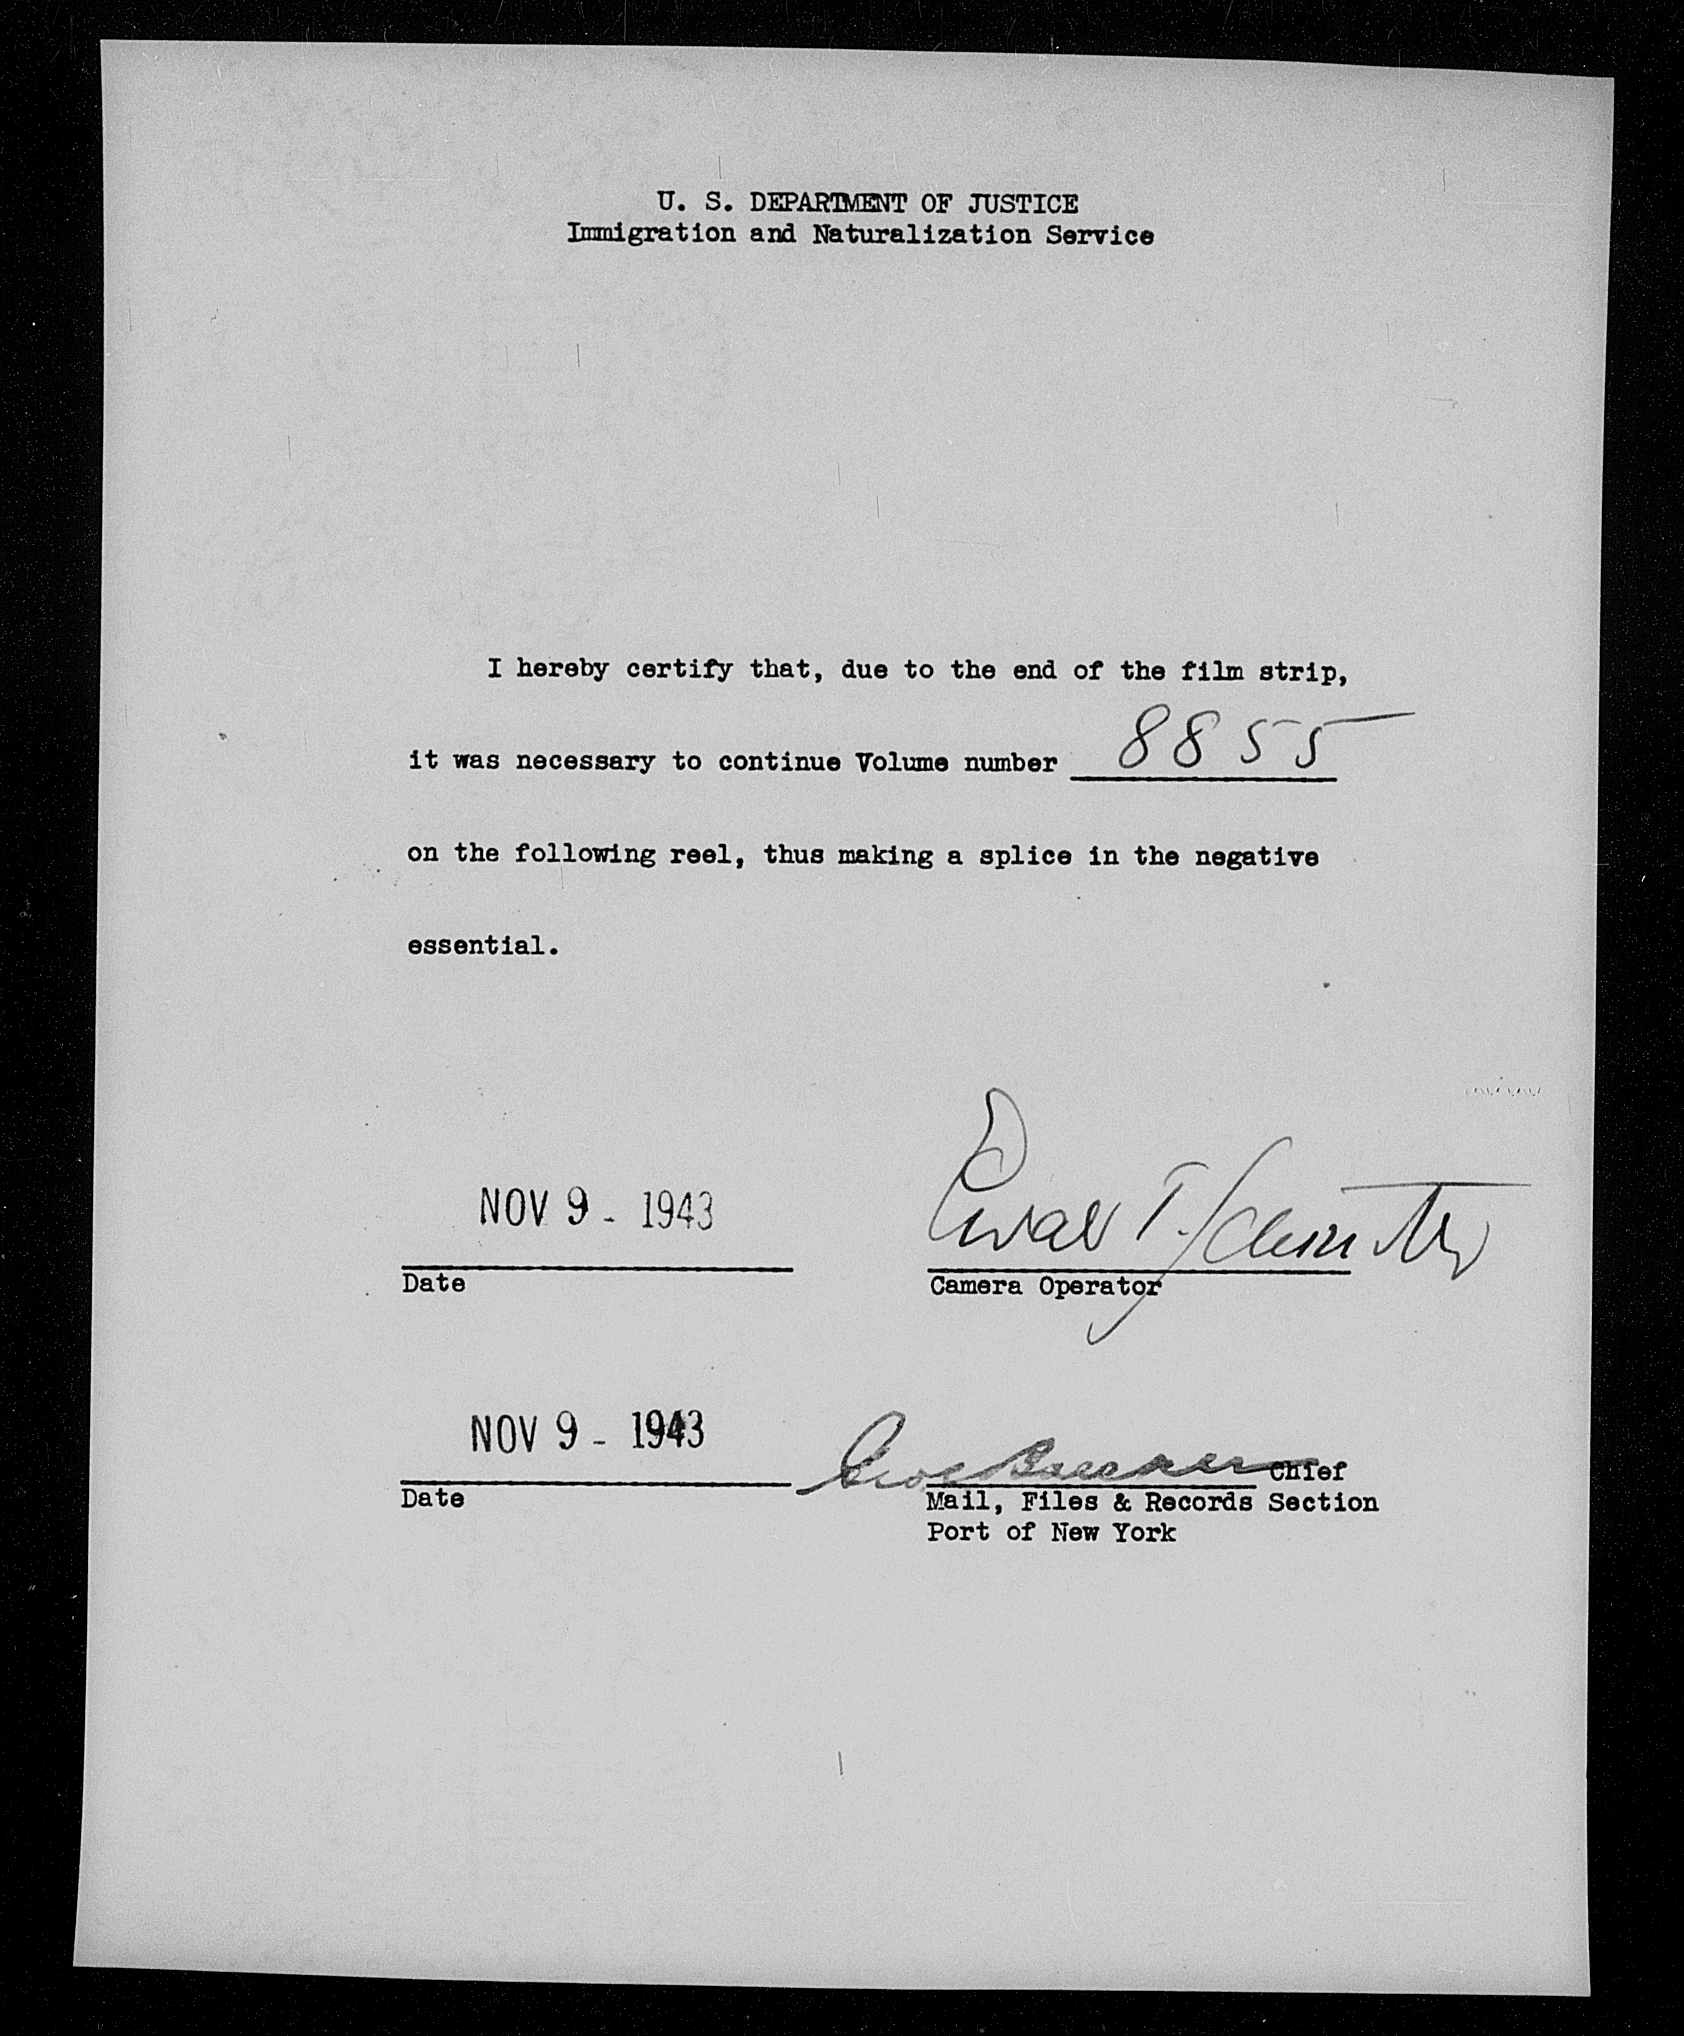 U. S. DEPARTMENT OF JUSTICE
Immigration and Naturalization Service
I hereby certify that, due to the end of the film strip,
it was necessary to continue Volume number 8855
on the following reel, thus making a splice in the negative
essential.
NOV 9 - 1943
Date
T.
Camera Operator
NOV 9 - 1943
Date
Chief
Mail, Files & Records Section
Port of New York